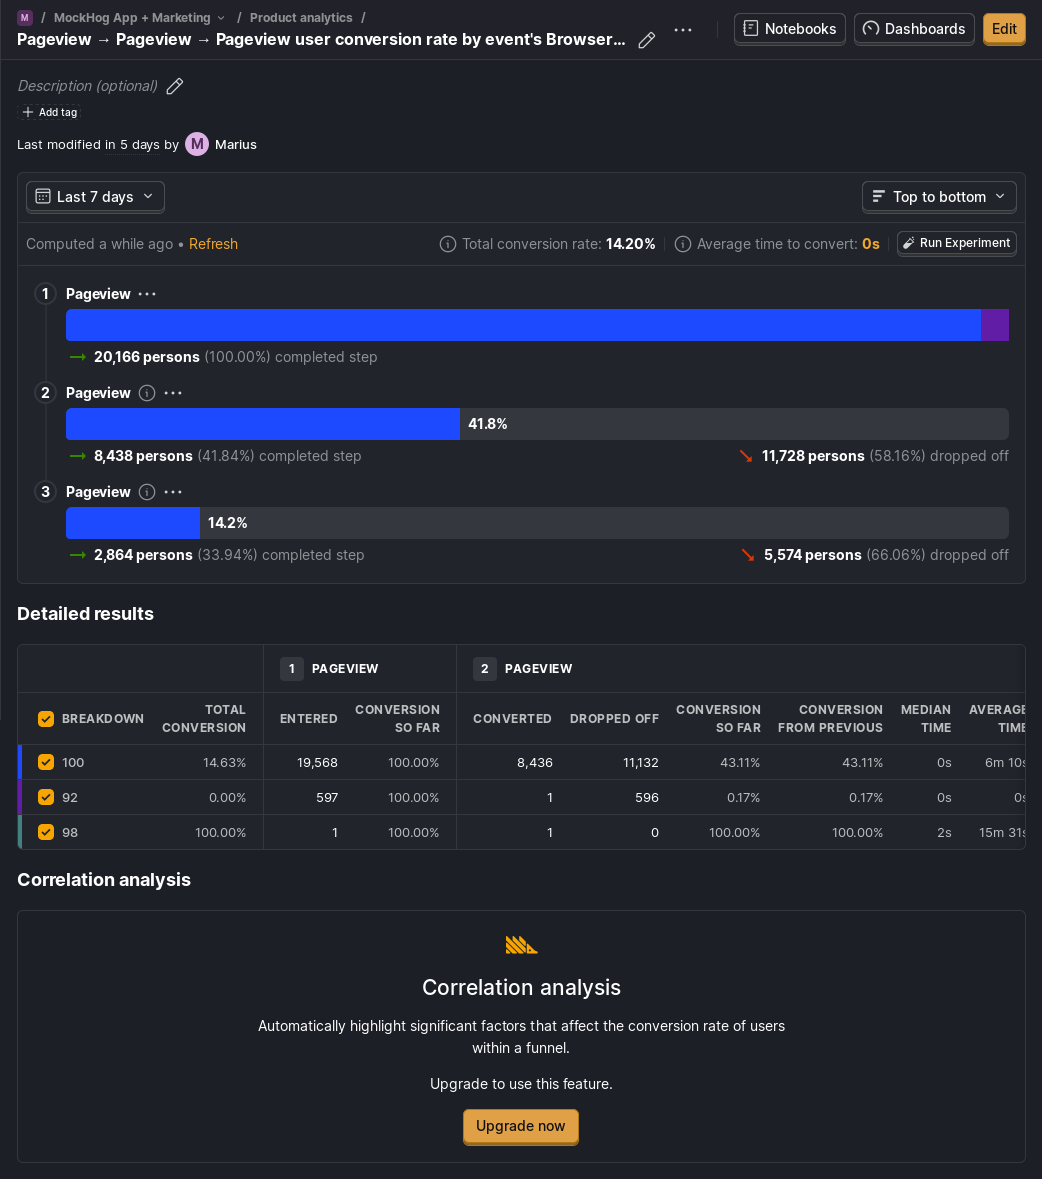 M / MockHog App + Marketing / Product analytics /
Pageview → Pageview → Pageview user conversion rate by event's Browser...
Notebooks
Dashboards
Edit
Description (optional)
Add tag
Last modified in 5 days by M Marius
Last 7 days
Top to bottom
Computed a while ago • Refresh
Total conversion rate: 14.20%
Average time to convert: 0s
Run Experiment
1 Pageview
20,166 persons (100.00%) completed step
2 Pageview
41.8%
8,438 persons (41.84%) completed step
11,728 persons (58.16%) dropped off
3 Pageview
14.2%
2,864 persons (33.94%) completed step
5,574 persons (66.06%) dropped off
Detailed results
1 PAGEVIEW
2 PAGEVIEW
BREAKDOWN
TOTAL
CONVERSION
ENTERED
CONVERSION
SO FAR
CONVERTED
DROPPED OFF
CONVERSION
SO FAR
CONVERSION
FROM PREVIOUS
MEDIAN
TIME
AVERAGE
TIME
100 14.63% 19,568 100.00% 8,436 11,132 43.11% 43.11% 0s 6m 10s
92 0.00% 597 100.00% 1 596 0.17% 0.17% 0s 0s
98 100.00% 1 100.00% 1 0 100.00% 100.00% 2s 15m 31s
Correlation analysis
Correlation analysis
Automatically highlight significant factors that affect the conversion rate of users
within a funnel.
Upgrade to use this feature.
Upgrade now